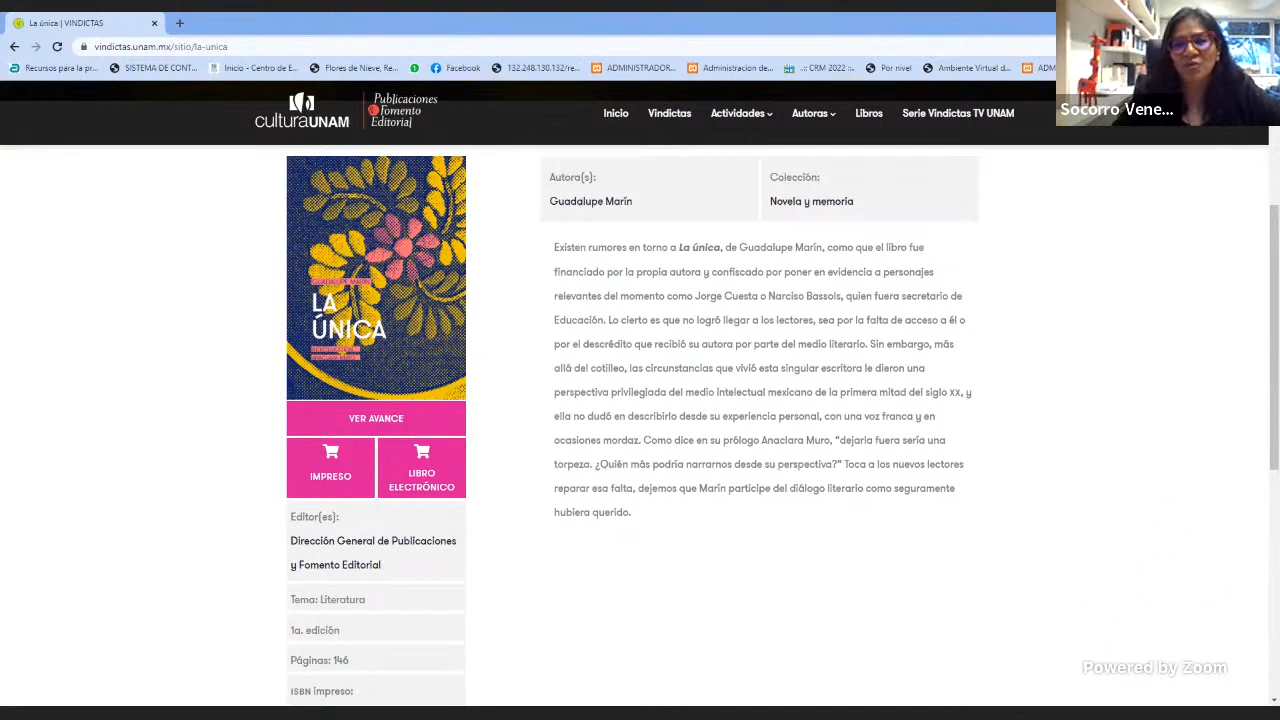 La única | VINDICTAS
vindictas.unam.mx/sitio/la-unica
Recursos para la pr...
SISTEMA DE CONT...
Inicio - Centro de E...
Flores de Nieve, Re...
Facebook
132.248.130.132/re...
ADMINISTRADOR...
Administracion de...
.:: CRM 2022 ::...
Por nivel
Ambiente Virtual d
ADM
Socorro Vene...
culturaUNAM
Publicaciones
Fomento
Editorial
Inicio
Vindictas
Actividades
Autoras
Libros
Serie Vindictas TV UNAM
GUADALUPE MARÍN
LA
ÚNICA
VER AVANCE
IMPRESO
LIBRO
ELECTRÓNICO
Editor(es):
Dirección General de Publicaciones
y Fomento Editorial
Tema: Literatura
1a. edición
Páginas: 146
ISBN impreso:
Autora(s):
Guadalupe Marín
Colección:
Novela y memoria
Existen rumores en torno a La única, de Guadalupe Marín, como que el libro fue
financiado por la propia autora y confiscado por poner en evidencia a personajes
relevantes del momento como Jorge Cuesta o Narciso Bassols, quien fuera secretario de
Educación. Lo cierto es que no logró llegar a los lectores, sea por la falta de acceso a él o
por el descrédito que recibió su autora por parte del medio literario. Sin embargo, más
allá del cotilleo, las circunstancias que vivió esta singular escritora le dieron una
perspectiva privilegiada del medio intelectual mexicano de la primera mitad del siglo XX, y
ella no dudó en describirlo desde su experiencia personal, con una voz franca y en
ocasiones mordaz. Como dice en su prólogo Anaclara Muro, “dejarla fuera sería una
torpeza. ¿Quién más podría narrarnos desde su perspectiva?” Toca a los nuevos lectores
reparar esa falta, dejemos que Marín participe del diálogo literario como seguramente
hubiera querido.
Powered by Zoom